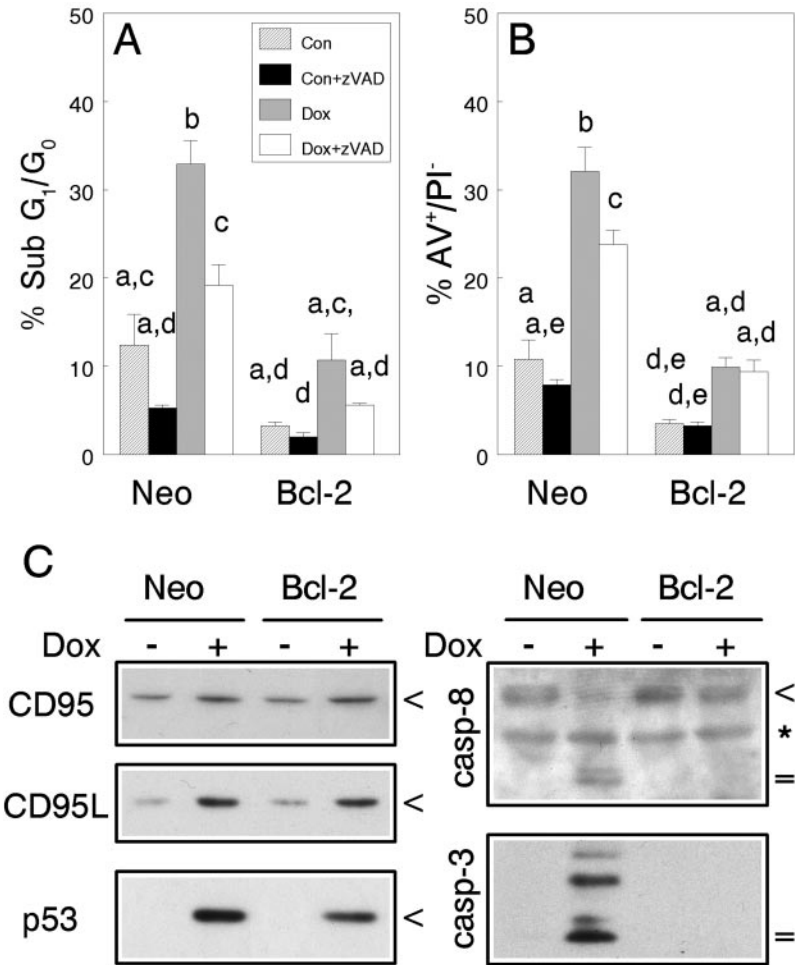 A
50
40
30
20
10
0
% Sub G₁/G₀
Con
Con+zVAD
Dox
Dox+zVAD
a,c
a,d
b
c
a,d
d
a,c,
a,d
Neo Bcl-2
B
50
40
30
20
10
0
% AV⁺/PI⁻
a
a,e
b
c
d,e
d,e
a,d
a,d
Neo Bcl-2
C
Neo Bcl-2
Dox - + - +
CD95 <
CD95L <
p53 <
Neo Bcl-2
Dox - + - +
casp-8 <
*
=
casp-3
=